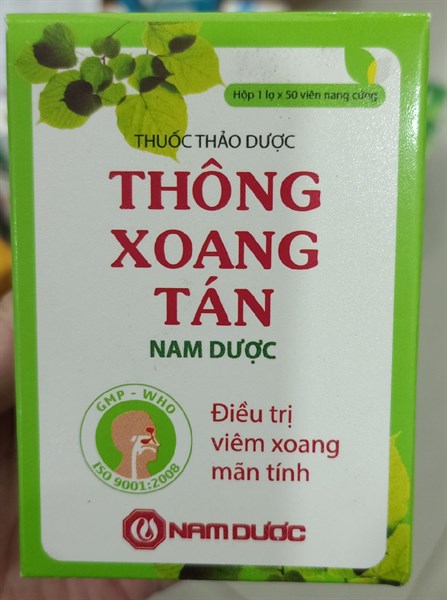 Hộp 1 lọ x 50 viên nang cứng
THUỐC THẢO DƯỢC
THÔNG
XOANG
TÁN
NAM DƯỢC
GMP - WHO
ISO 9001:2008
Điều trị
viêm xoang
mãn tính
NAM DƯỢC